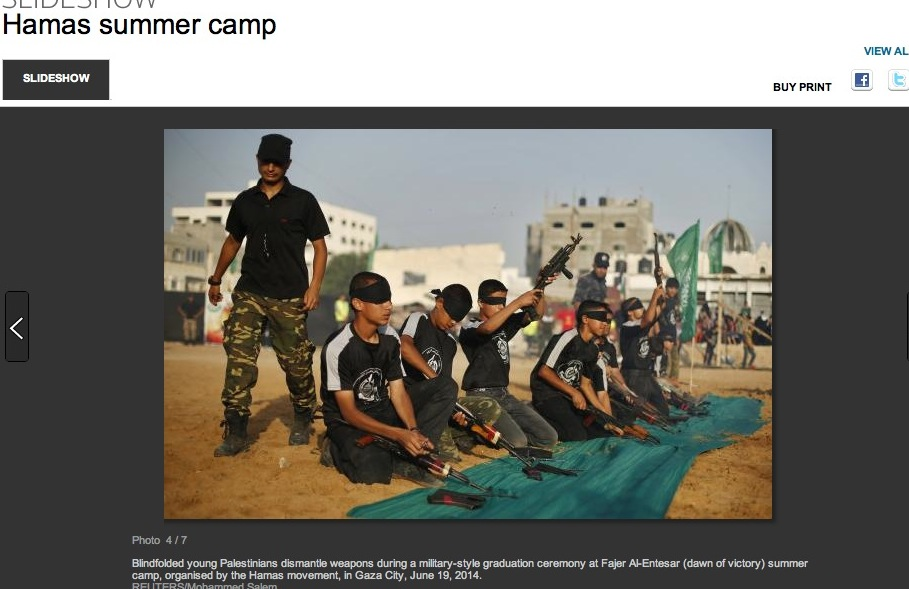 SLIDESHOW
Hamas summer camp
VIEW AL
SLIDESHOW
BUY PRINT
Photo 4 / 7
Blindfolded young Palestinians dismantle weapons during a military-style graduation ceremony at Fajer Al-Entesar (dawn of victory) summer
camp, organised by the Hamas movement, in Gaza City, June 19, 2014.
REUTERS/Mohammed Salem